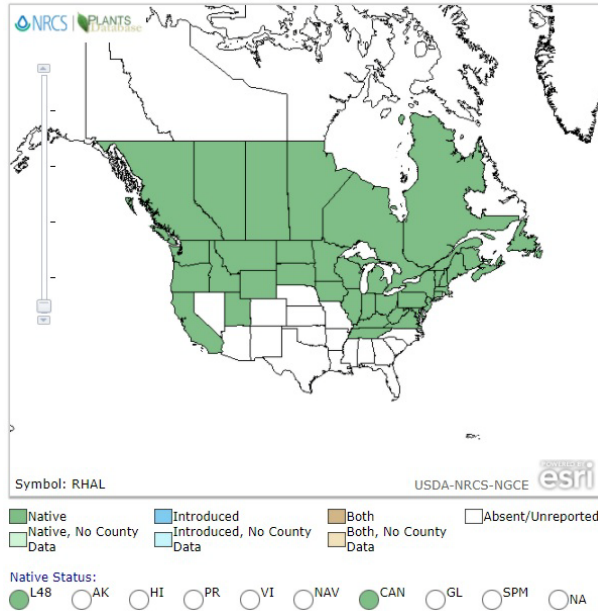 NRCS PLANTS
Database
Symbol: RHAL
USDA-NRCS-NGCE
POWERED BY
esri
Native
Introduced
Both
Absent/Unreported
Native, No County
Data
Introduced, No County
Data
Both, No County
Data
Native Status:
L48
AK
HI
PR
VI
NAV
CAN
GL
SPM
NA